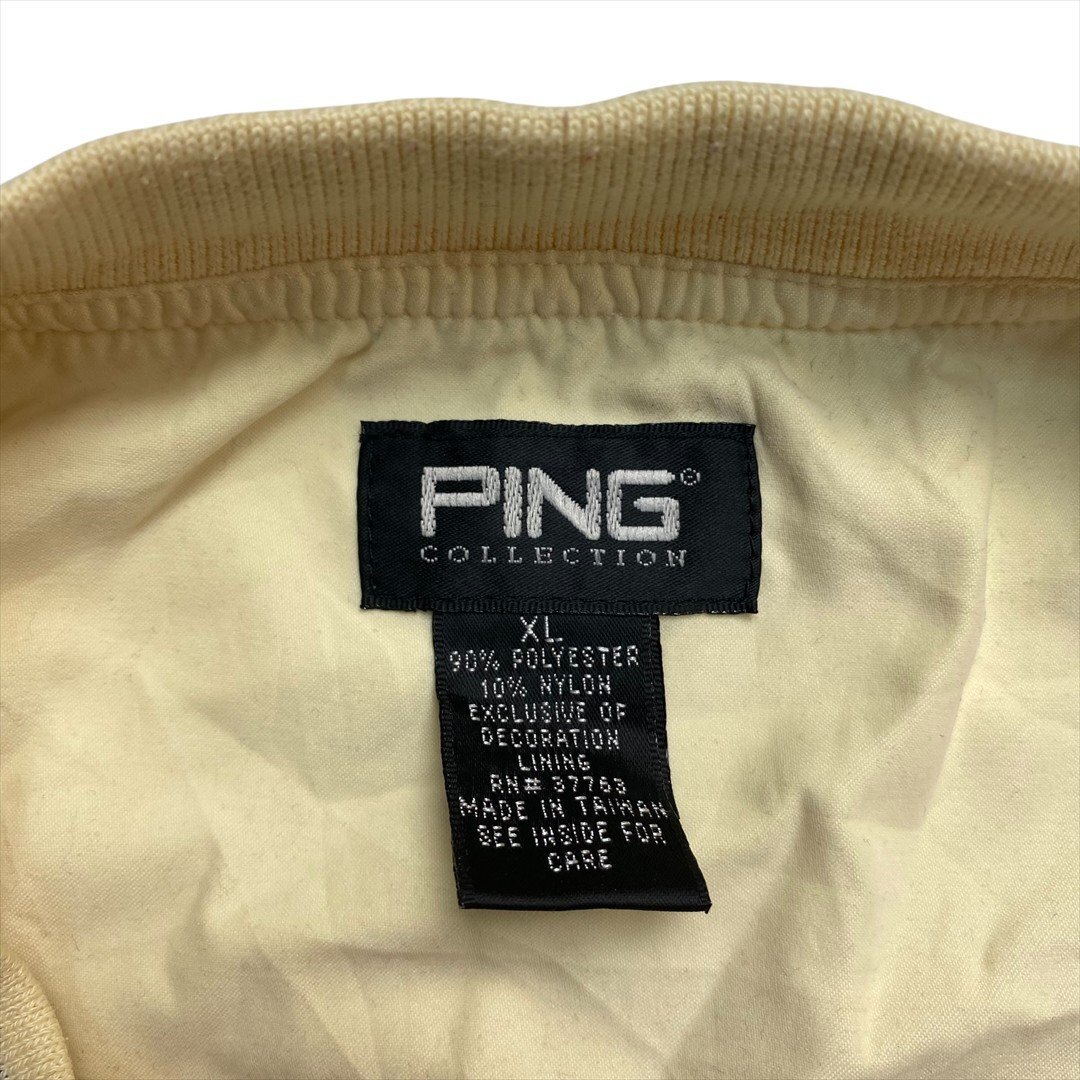 PING®
COLLECTION
XL
90% POLYESTER
10% NYLON
EXCLUSIVE OF
DECORATION
LINING
RN# 37763
MADE IN TAIWAN
SEE INSIDE FOR
CARE